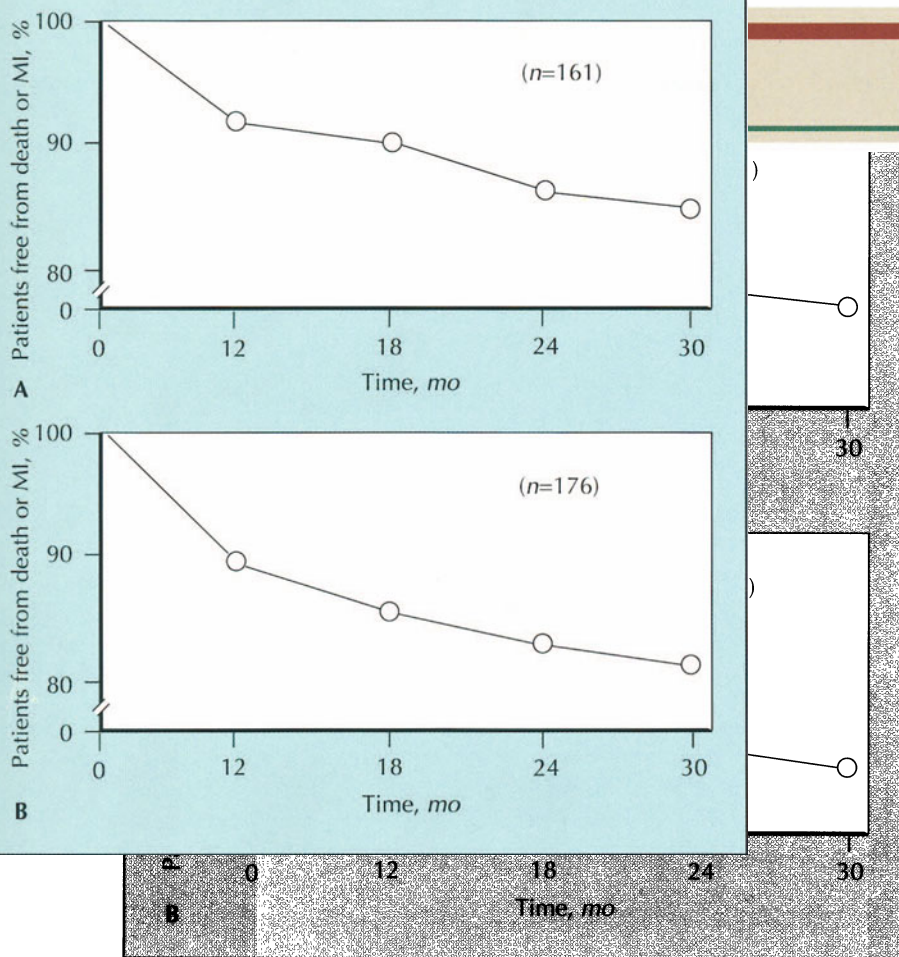 Patients free from death or MI, %
100
90
80
0
(n=161)
0 12 18 24 30
Time, mo
A
Patients free from death or MI, %
100
90
80
0
(n=176)
0 12 18 24 30
Time, mo
B
)
30
)
0 12 18 24 30
Time, mo
B